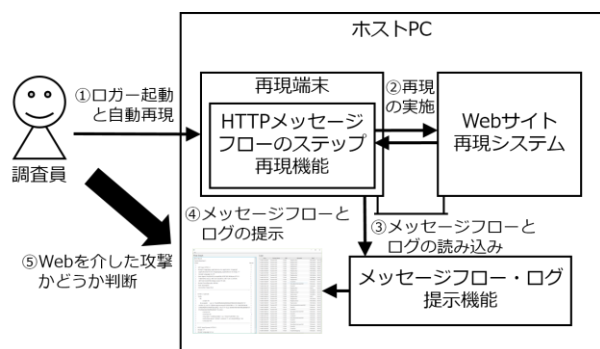 ホストPC
①ロガー起動
と自動再現
調査員
再現端末
HTTPメッセージ
フローのステップ
再現機能
②再現
の実施
Webサイト
再現システム
④メッセージフローと
ログの提示
③メッセージフローと
ログの読み込み
⑤Webを介した攻撃
かどうか判断
メッセージフロー・ログ
提示機能